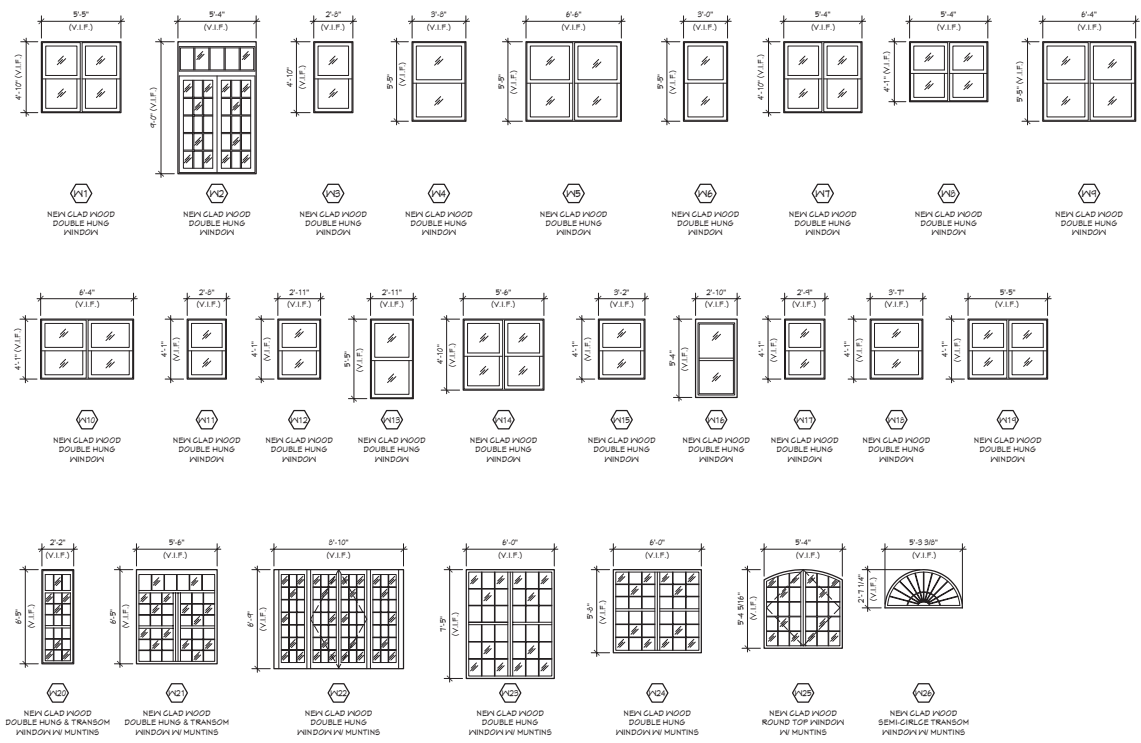 5'-5"
(V.I.F.)
4'-10" (V.I.F.)
W1
NEW CLAD WOOD
DOUBLE HUNG
WINDOW
5'-4"
(V.I.F.)
9'-0" (V.I.F.)
W2
NEW CLAD WOOD
DOUBLE HUNG
WINDOW
2'-8"
(V.I.F.)
4'-10"
(V.I.F.)
W3
NEW CLAD WOOD
DOUBLE HUNG
WINDOW
3'-8"
(V.I.F.)
5'-5"
(V.I.F.)
W4
NEW CLAD WOOD
DOUBLE HUNG
WINDOW
6'-6"
(V.I.F.)
5'-5"
(V.I.F.)
W5
NEW CLAD WOOD
DOUBLE HUNG
WINDOW
3'-0"
(V.I.F.)
5'-5"
(V.I.F.)
W6
NEW CLAD WOOD
DOUBLE HUNG
WINDOW
5'-4"
(V.I.F.)
4'-10" (V.I.F.)
W7
NEW CLAD WOOD
DOUBLE HUNG
WINDOW
5'-4"
(V.I.F.)
4'-1" (V.I.F.)
W8
NEW CLAD WOOD
DOUBLE HUNG
WINDOW
6'-4"
(V.I.F.)
5'-5" (V.I.F.)
W9
NEW CLAD WOOD
DOUBLE HUNG
WINDOW
6'-4"
(V.I.F.)
4'-1" (V.I.F.)
W10
NEW CLAD WOOD
DOUBLE HUNG
WINDOW
2'-8"
(V.I.F.)
4'-1"
(V.I.F.)
W11
NEW CLAD WOOD
DOUBLE HUNG
WINDOW
2'-11"
(V.I.F.)
4'-1"
(V.I.F.)
W12
NEW CLAD WOOD
DOUBLE HUNG
WINDOW
2'-11"
(V.I.F.)
5'-5"
(V.I.F.)
W13
NEW CLAD WOOD
DOUBLE HUNG
WINDOW
5'-6"
(V.I.F.)
4'-10"
(V.I.F.)
W14
NEW CLAD WOOD
DOUBLE HUNG
WINDOW
3'-2"
(V.I.F.)
4'-1"
(V.I.F.)
W15
NEW CLAD WOOD
DOUBLE HUNG
WINDOW
2'-10"
(V.I.F.)
5'-4"
(V.I.F.)
W16
NEW CLAD WOOD
DOUBLE HUNG
WINDOW
2'-9"
(V.I.F.)
4'-1"
(V.I.F.)
W17
NEW CLAD WOOD
DOUBLE HUNG
WINDOW
3'-7"
(V.I.F.)
4'-1"
(V.I.F.)
W18
NEW CLAD WOOD
DOUBLE HUNG
WINDOW
5'-5"
(V.I.F.)
4'-1"
(V.I.F.)
W19
NEW CLAD WOOD
DOUBLE HUNG
WINDOW
2'-2"
(V.I.F.)
6'-5"
(V.I.F.)
W20
NEW CLAD WOOD
DOUBLE HUNG & TRANSOM
WINDOW W/ MUNTINS
5'-6"
(V.I.F.)
6'-5"
(V.I.F.)
W21
NEW CLAD WOOD
DOUBLE HUNG & TRANSOM
WINDOW W/ MUNTINS
8'-10"
(V.I.F.)
6'-9"
(V.I.F.)
W22
NEW CLAD WOOD
DOUBLE HUNG
WINDOW W/ MUNTINS
6'-0"
(V.I.F.)
7'-5"
(V.I.F.)
W23
NEW CLAD WOOD
DOUBLE HUNG
WINDOW W/ MUNTINS
6'-0"
(V.I.F.)
5'-8"
(V.I.F.)
W24
NEW CLAD WOOD
DOUBLE HUNG
WINDOW W/ MUNTINS
5'-4"
(V.I.F.)
5'-4 5/16"
(V.I.F.)
W25
NEW CLAD WOOD
ROUND TOP WINDOW
W/ MUNTINS
5'-3 3/8"
(V.I.F.)
2'-7 1/4"
(V.I.F.)
W26
NEW CLAD WOOD
SEMI-CIRLCE TRANSOM
WINDOW W/ MUNTINS